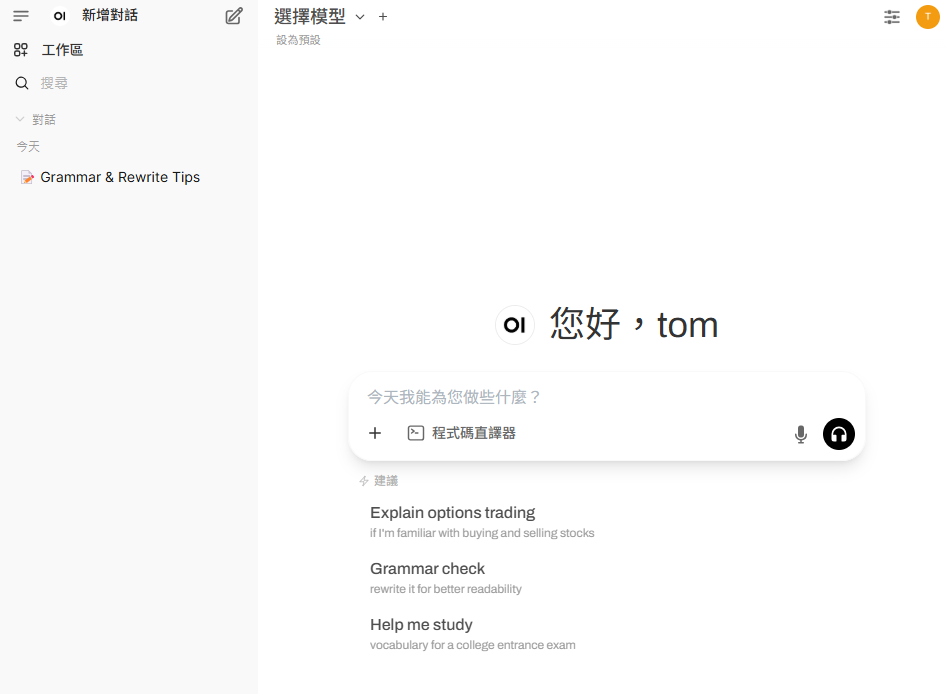 OI 新增對話
工作區
搜尋
對話
今天
Grammar & Rewrite Tips
選擇模型
設為預設
T
OI 您好，tom
今天我能為您做些什麼？
程式碼直譯器
建議
Explain options trading
if I'm familiar with buying and selling stocks
Grammar check
rewrite it for better readability
Help me study
vocabulary for a college entrance exam